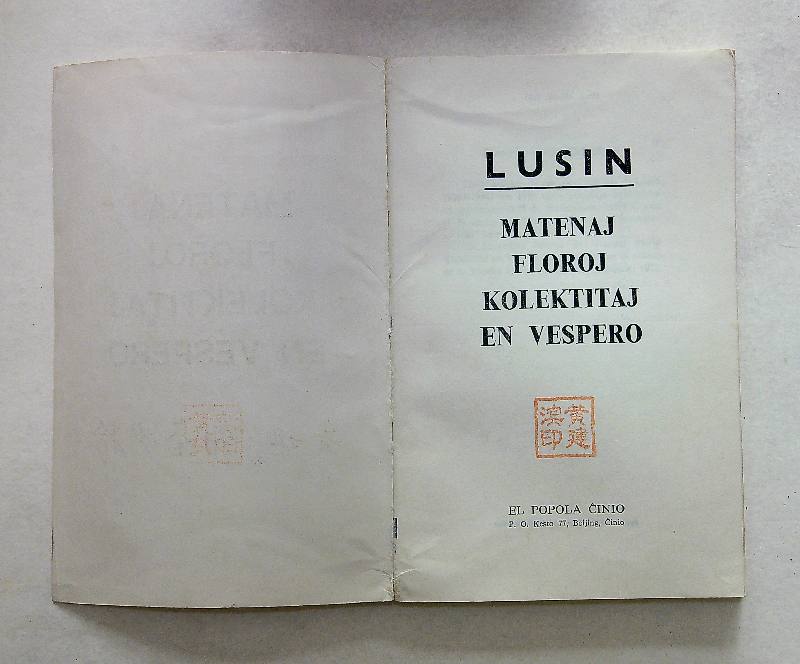 LUSIN
MATENAJ
FLOROJ
KOLEKTITAJ
EN VESPERO
黄建
滨印
EL POPOLA ĈINIO
P. O. Kesto 77, Beijing, Ĉinio